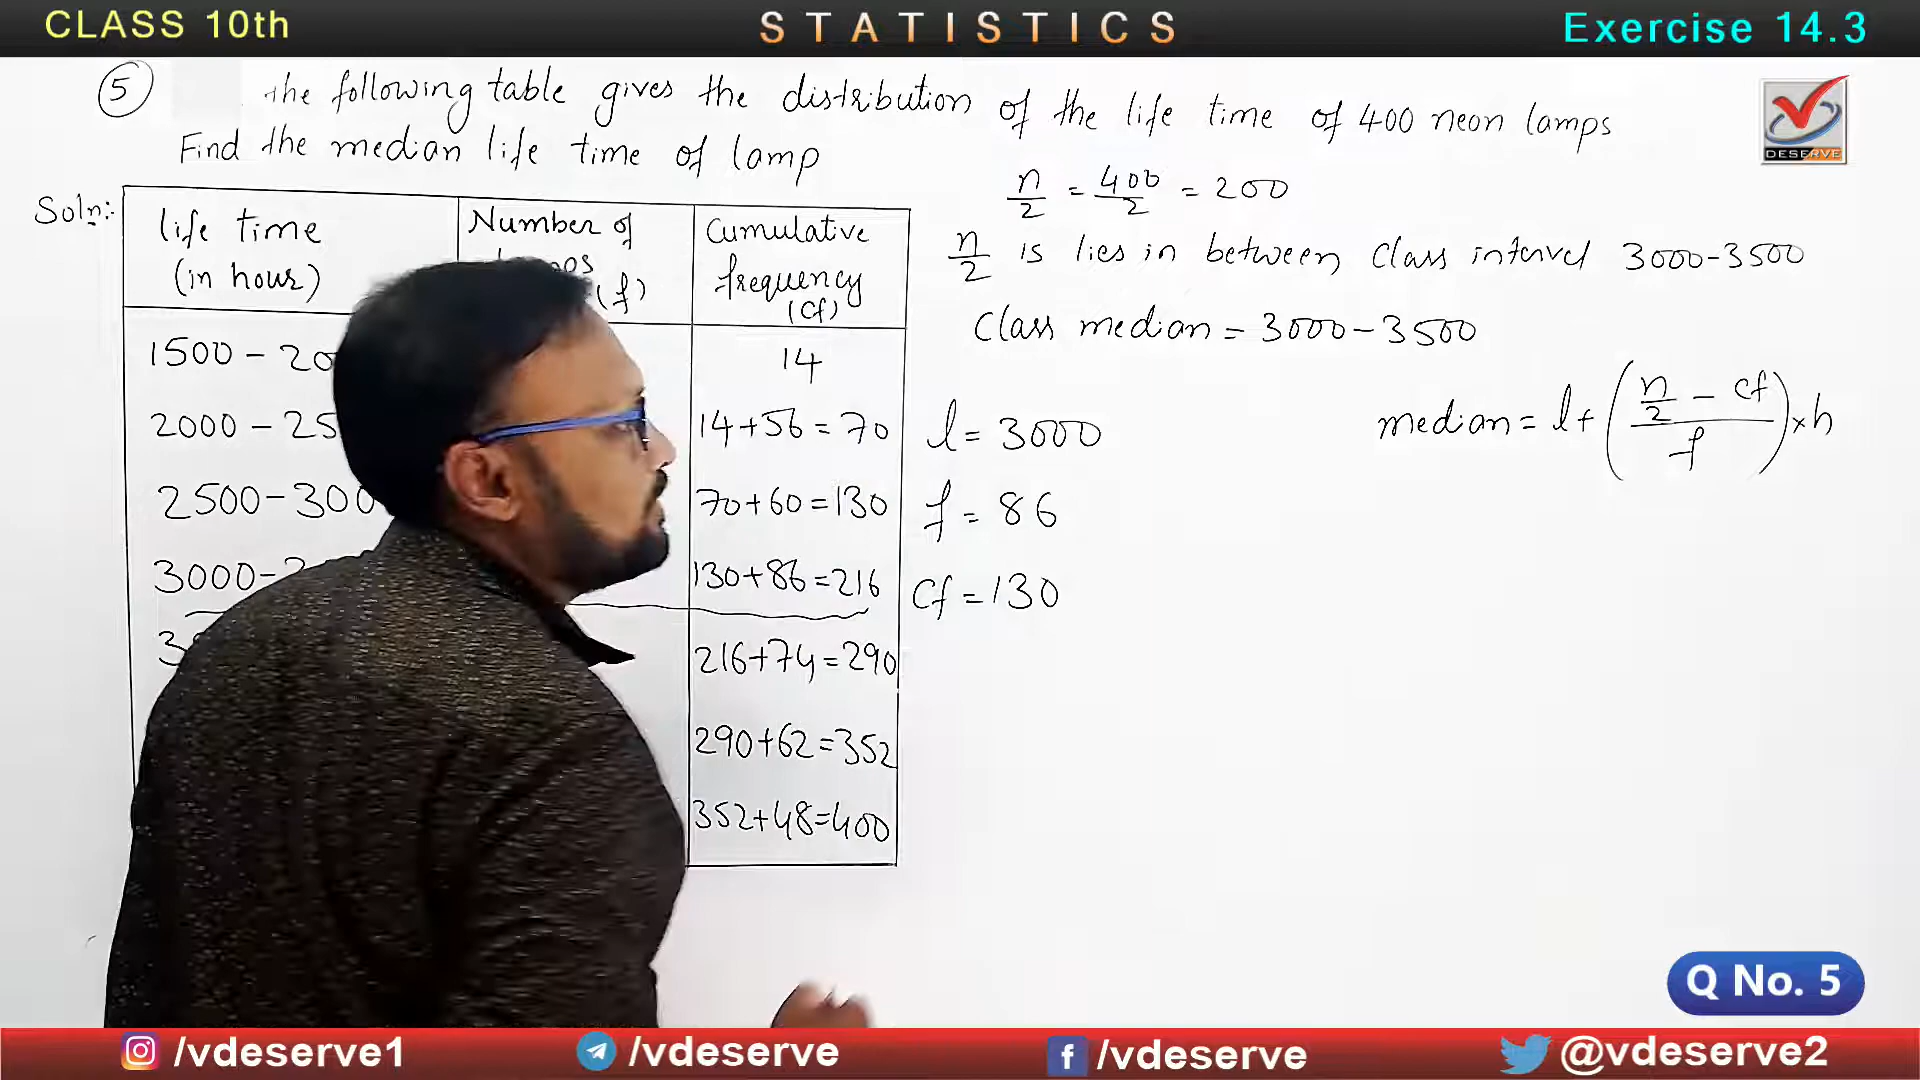 CLASS 10th
STATISTICS
Exercise 14.3
5
the following table gives the distribution of the life time of 400 neon lamps
Find the median life time of lamp
DESERVE
Soln:-
life time
(in hour)
Number of
(f)
Cumulative
frequency
(cf)
1500 - 20
14
2000 - 25
14+56 = 70
2500-300
70+60=130
3000-3
130+86=216
3
216+74=290
290+62=352
352+48=400
n/2 = 400/2 = 200
n/2 is lies in between Class interval 3000-3500
Class median = 3000-3500
l = 3000
median = l + ( (n/2 - cf) / f ) × h
f = 86
Cf = 130
Q No. 5
/vdeserve1
/vdeserve
/vdeserve
@vdeserve2